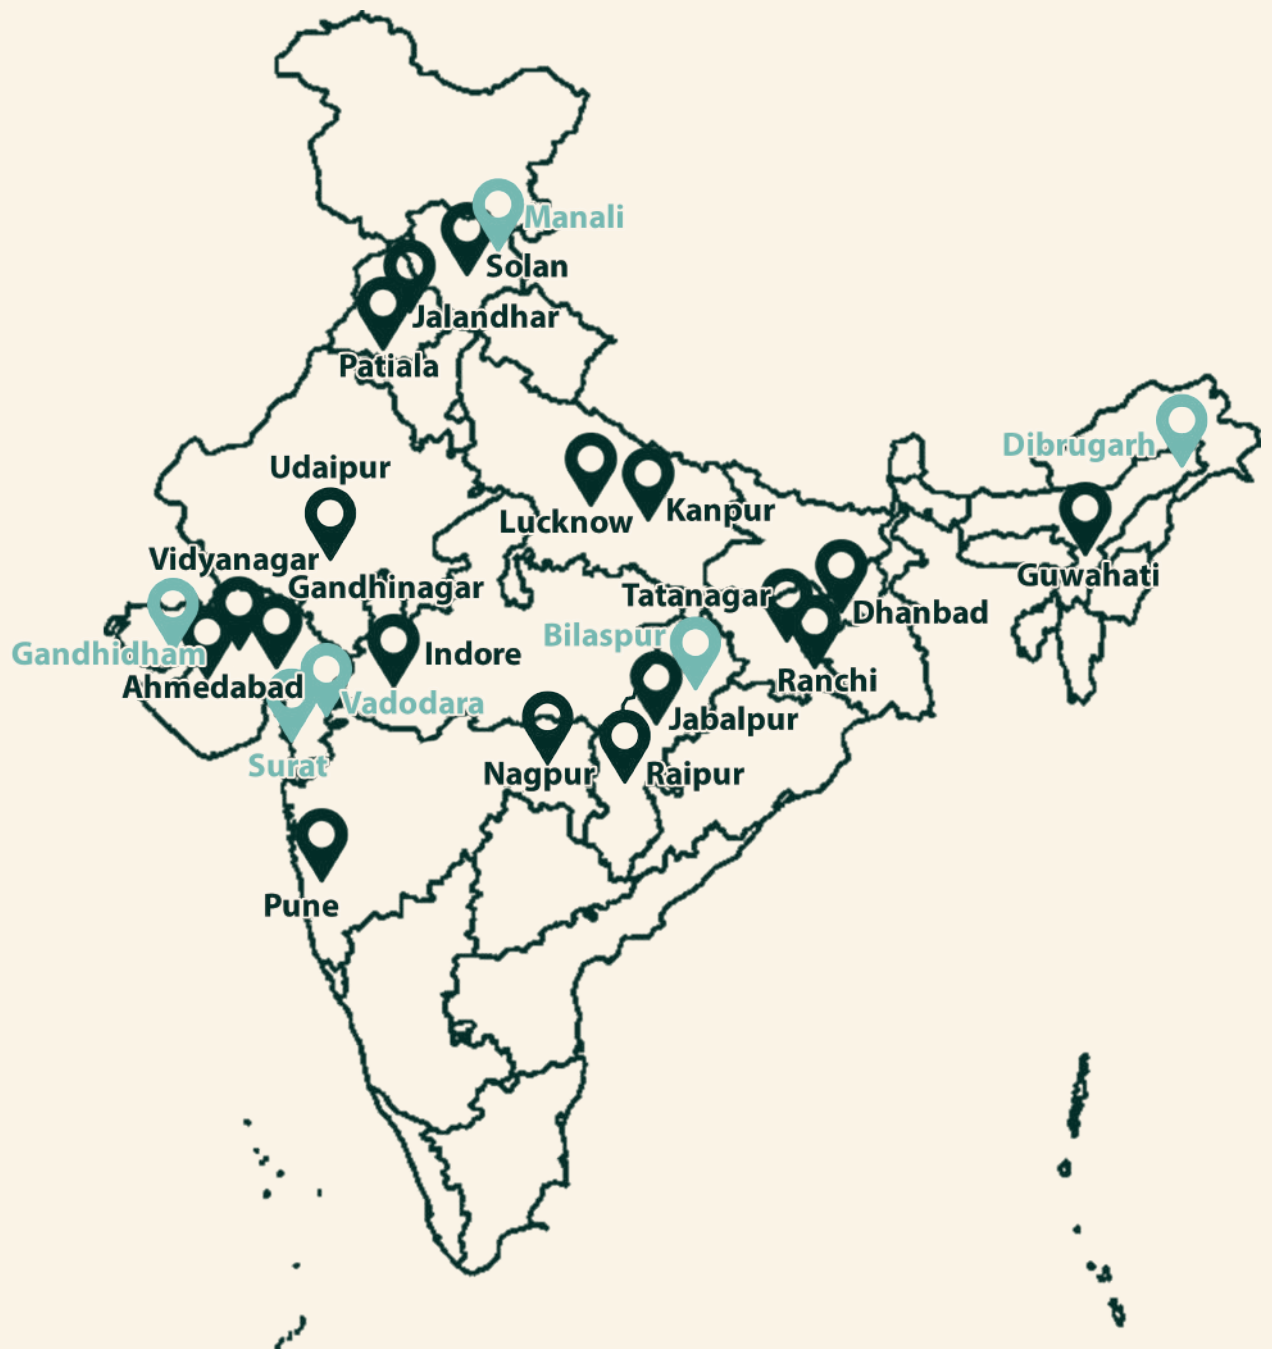 Manali
Solan
Jalandhar
Patiala
Dibrugarh
Udaipur
Kanpur
Lucknow
Vidyanagar
Guwahati
Gandhinagar
Tatanagar
Dhanbad
Bilaspur
Gandhidham
Indore
Ranchi
Ahmedabad
Vadodara
Jabalpur
Surat
Nagpur
Raipur
Pune